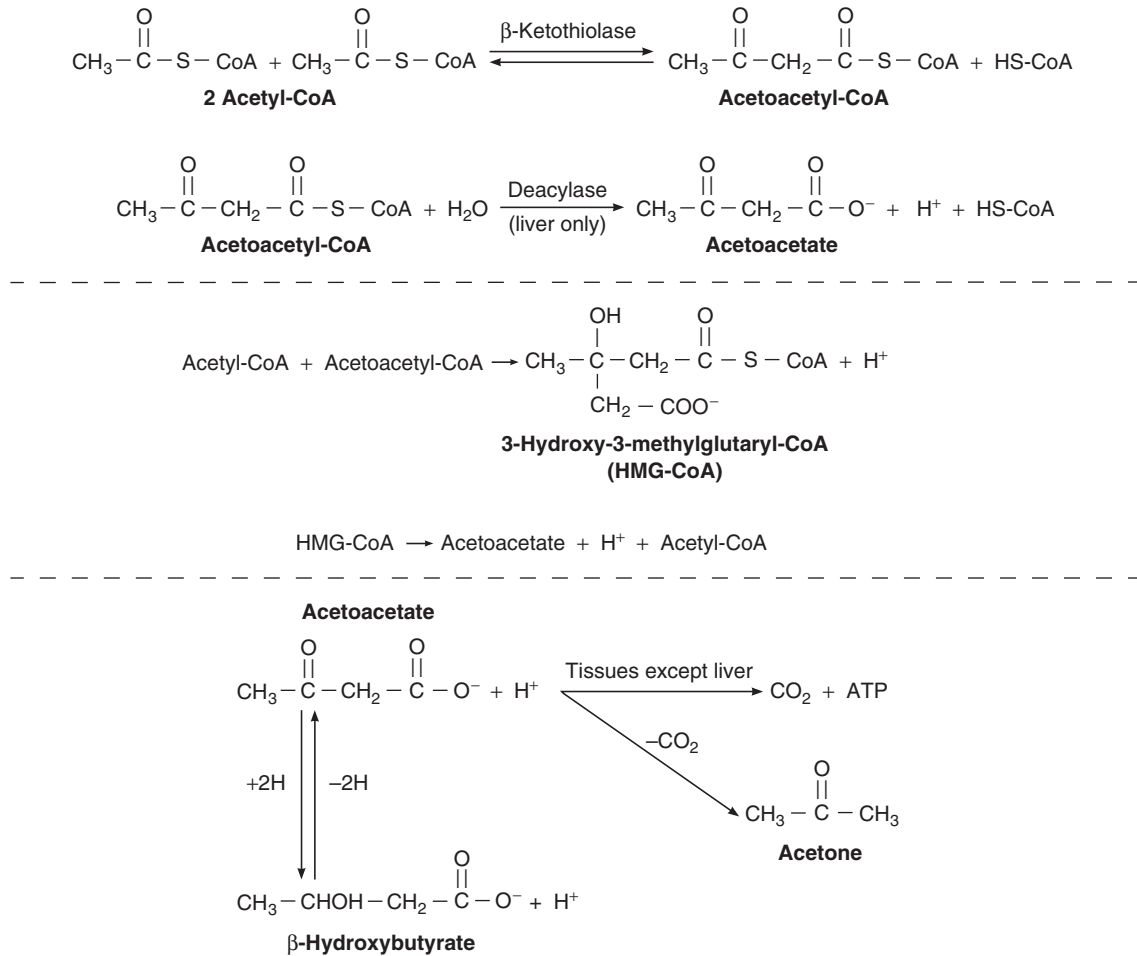 O O β-Ketothiolase O O
CH₃ — C — S — CoA + CH₃ — C — S — CoA CH₃ — C — CH₂ — C — S — CoA + HS-CoA
2 Acetyl-CoA Acetoacetyl-CoA
O O Deacylase O O
CH₃ — C — CH₂ — C — S — CoA + H₂O (liver only) CH₃ — C — CH₂ — C — O⁻ + H⁺ + HS-CoA
Acetoacetyl-CoA Acetoacetate
OH O
Acetyl-CoA + Acetoacetyl-CoA → CH₃ — C — CH₂ — C — S — CoA + H⁺
CH₂ — COO⁻
3-Hydroxy-3-methylglutaryl-CoA
(HMG-CoA)
HMG-CoA → Acetoacetate + H⁺ + Acetyl-CoA
Acetoacetate
O O Tissues except liver
CH₃ — C — CH₂ — C — O⁻ + H⁺ CO₂ + ATP
–CO₂
+2H –2H O
CH₃ — C — CH₃
Acetone
O
CH₃ — CHOH — CH₂ — C — O⁻ + H⁺
β-Hydroxybutyrate